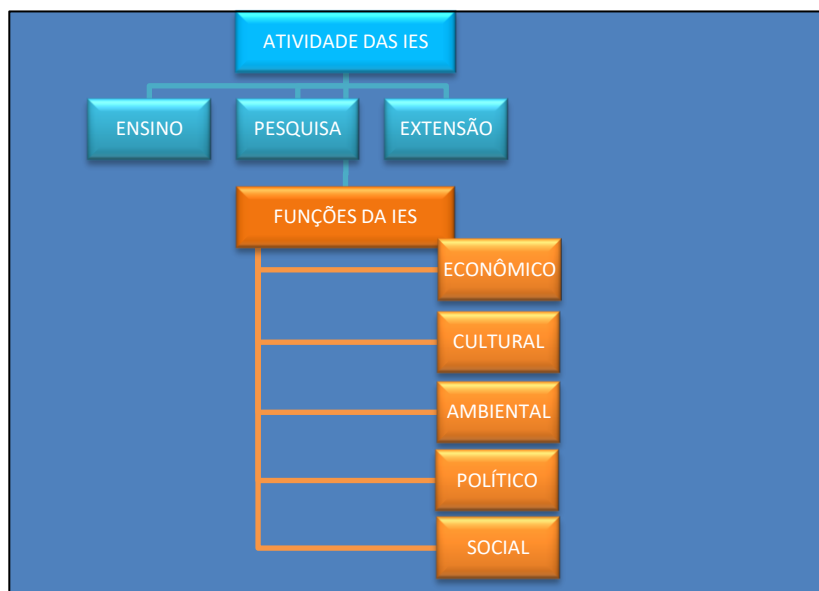 ATIVIDADE DAS IES
ENSINO
PESQUISA
EXTENSÃO
FUNÇÕES DA IES
ECONÔMICO
CULTURAL
AMBIENTAL
POLÍTICO
SOCIAL